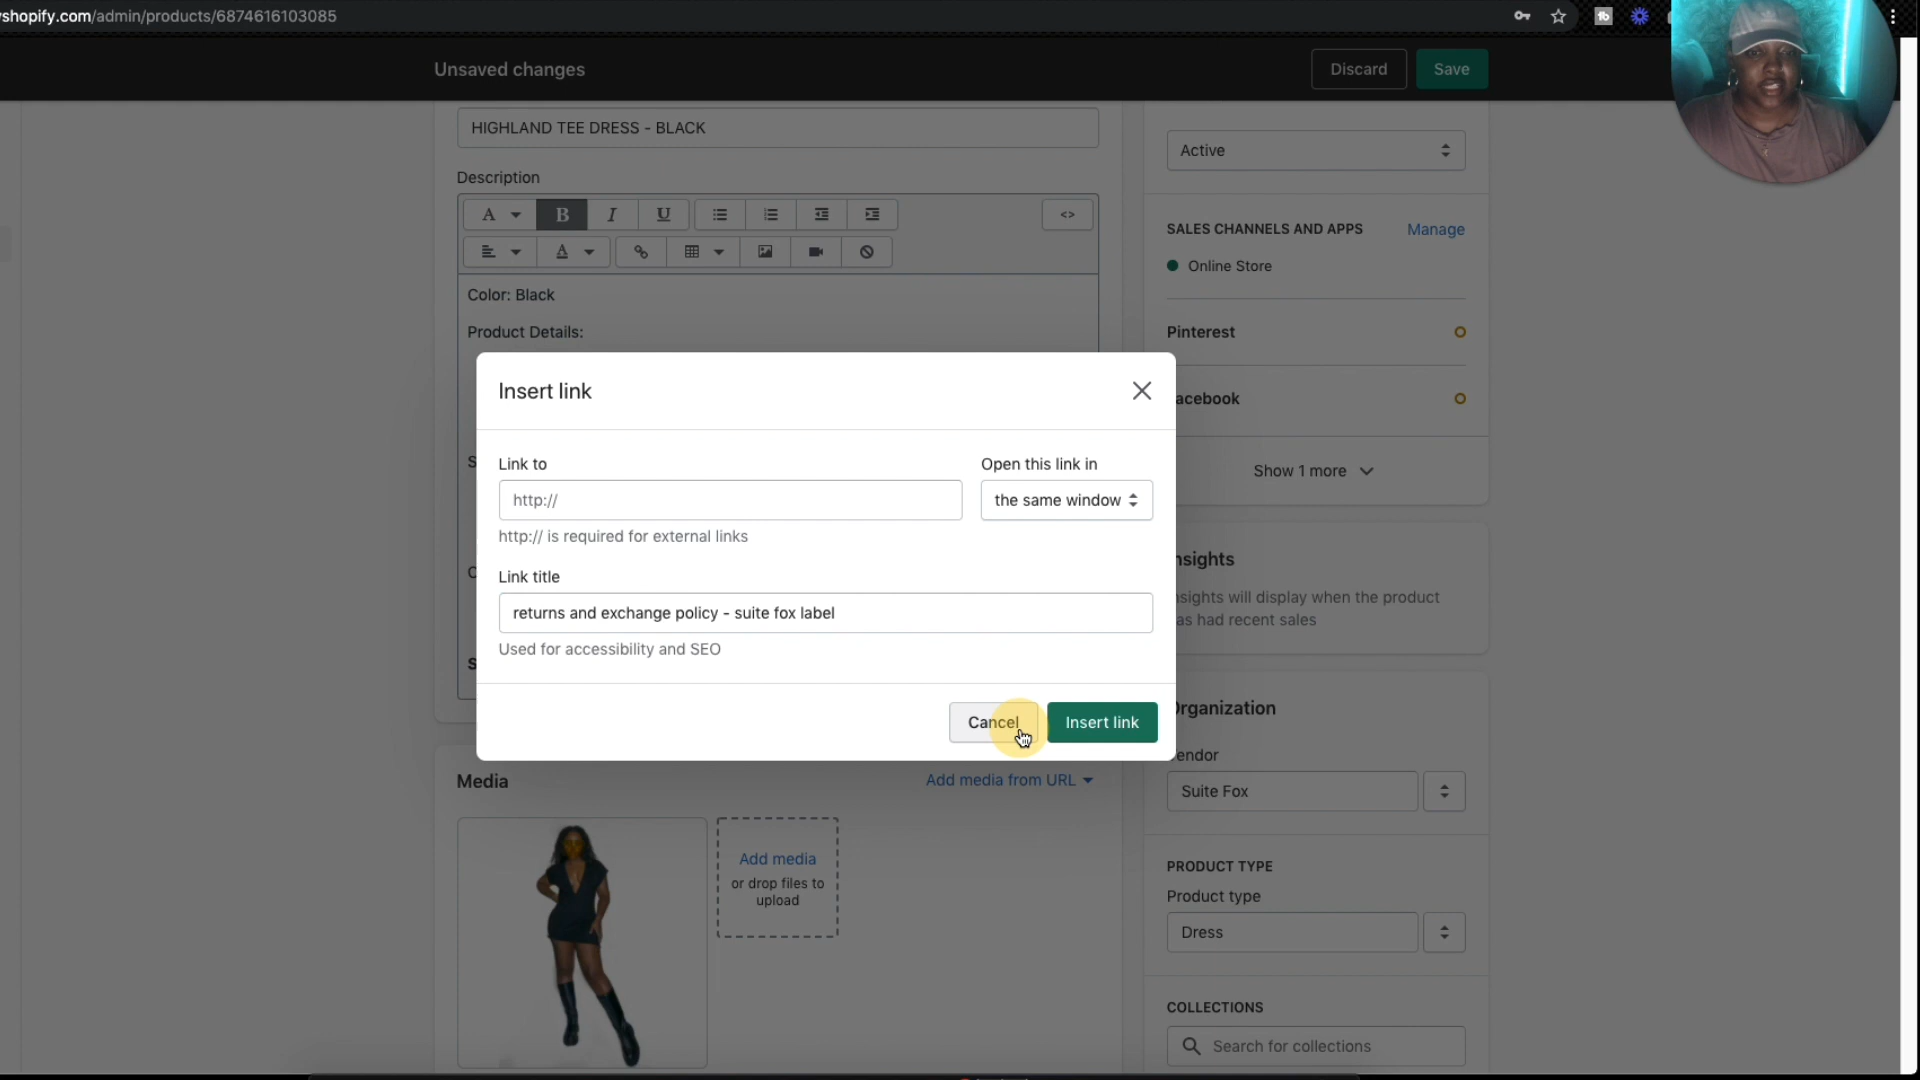 shopify.com/admin/products/6874616103085
Unsaved changes
Discard
Save
HIGHLAND TEE DRESS - BLACK
Active
Description
A
B
I
U
<>
A
SALES CHANNELS AND APPS
Manage
Online Store
Color: Black
Product Details:
Pinterest
acebook
Show 1 more
Insert link
Link to
Open this link in
http://
the same window
http:// is required for external links
Link title
returns and exchange policy - suite fox label
Used for accessibility and SEO
Cancel
Insert link
nsights
nsights will display when the product
as had recent sales
Organization
endor
Suite Fox
Media
Add media from URL
Add media
or drop files to
upload
PRODUCT TYPE
Product type
Dress
COLLECTIONS
Search for collections